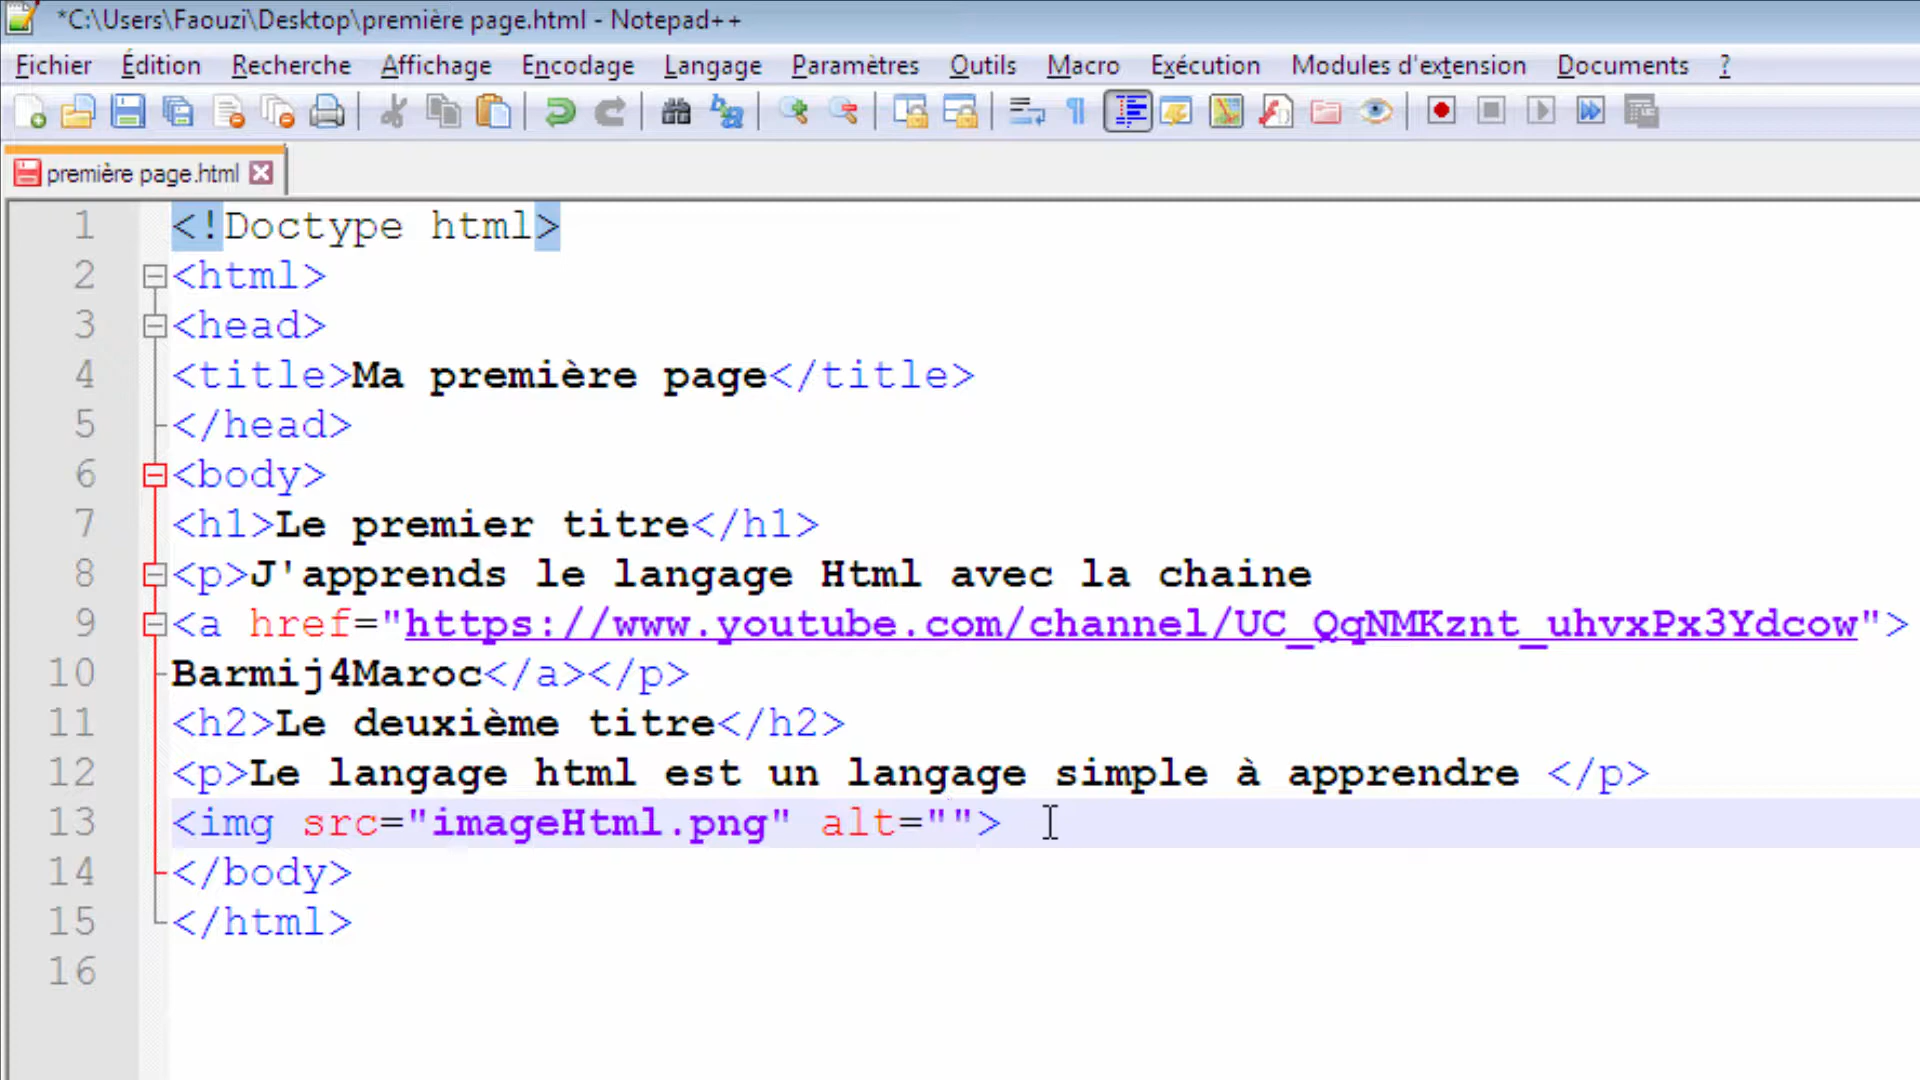 *C:\Users\Faouzi\Desktop\première page.html - Notepad++
Fichier Édition Recherche Affichage Encodage Langage Paramètres Outils Macro Exécution Modules d'extension Documents ?
première page.html
1 <!Doctype html>
2 <html>
3 <head>
4 <title>Ma première page</title>
5 </head>
6 <body>
7 <h1>Le premier titre</h1>
8 <p>J'apprends le langage Html avec la chaine
9 <a href="https://www.youtube.com/channel/UC_QqNMKznt_uhvxPx3Ydcow">
10 Barmij4Maroc</a></p>
11 <h2>Le deuxième titre</h2>
12 <p>Le langage html est un langage simple à apprendre </p>
13 <img src="imageHtml.png" alt="">
14 </body>
15 </html>
16